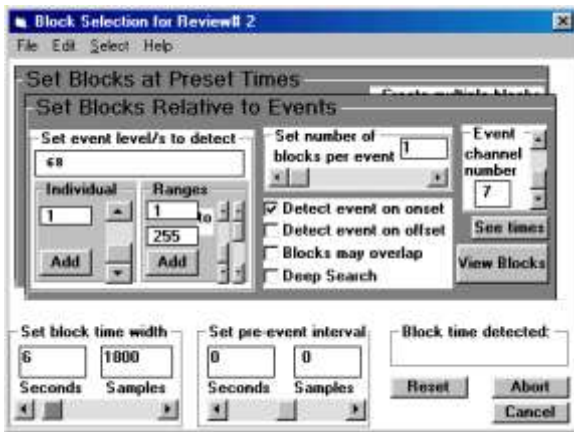 Block Selection for Review# 2
File Edit Select Help
Set Blocks at Preset Times
Set Blocks Relative to Events
Set event level/s to detect
68
Individual
1
Add
Ranges
1
to
255
Add
Set number of
blocks per event
1
Detect event on onset
Detect event on offset
Blocks may overlap
Deep Search
Event
channel
number
7
See times
View Blocks
Set block time width
6 1800
Seconds Samples
Set pre-event interval
0 0
Seconds Samples
Block time detected:
Reset Abort
Cancel